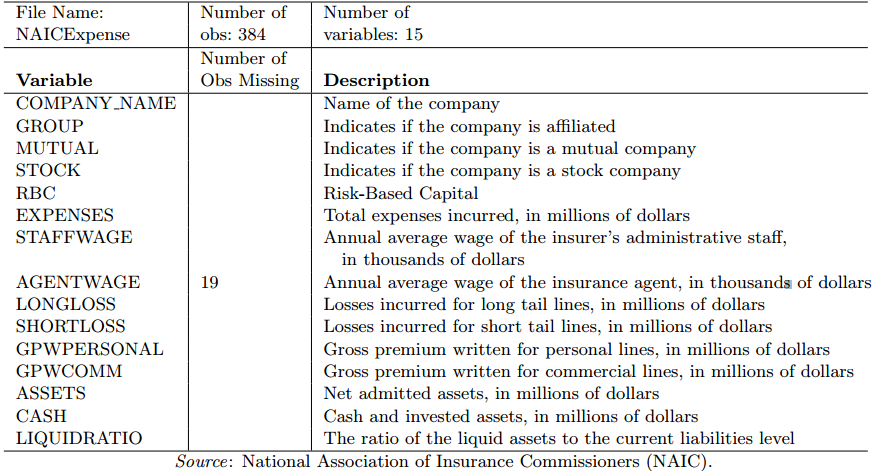 File Name: Number of Number of
NAICExpense obs: 384 variables: 15
Number of
Variable Obs Missing Description
COMPANY_NAME Name of the company
GROUP Indicates if the company is affiliated
MUTUAL Indicates if the company is a mutual company
STOCK Indicates if the company is a stock company
RBC Risk-Based Capital
EXPENSES Total expenses incurred, in millions of dollars
STAFFWAGE Annual average wage of the insurer's administrative staff,
in thousands of dollars
AGENTWAGE 19 Annual average wage of the insurance agent, in thousands of dollars
LONGLOSS Losses incurred for long tail lines, in millions of dollars
SHORTLOSS Losses incurred for short tail lines, in millions of dollars
GPWPERSONAL Gross premium written for personal lines, in millions of dollars
GPWCOMM Gross premium written for commercial lines, in millions of dollars
ASSETS Net admitted assets, in millions of dollars
CASH Cash and invested assets, in millions of dollars
LIQUIDRATIO The ratio of the liquid assets to the current liabilities level
Source: National Association of Insurance Commissioners (NAIC).